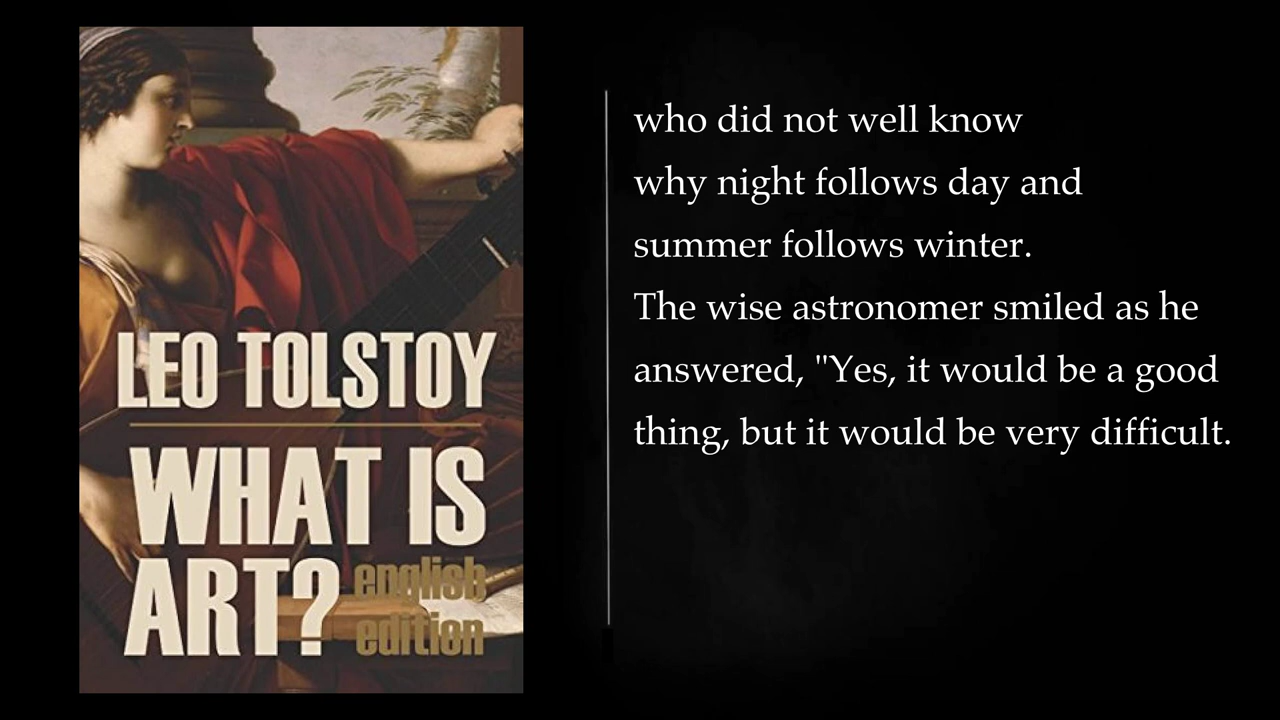 LEO TOLSTOY
WHAT IS
ART?
english
edition
who did not well know
why night follows day and
summer follows winter.
The wise astronomer smiled as he
answered, "Yes, it would be a good
thing, but it would be very difficult.